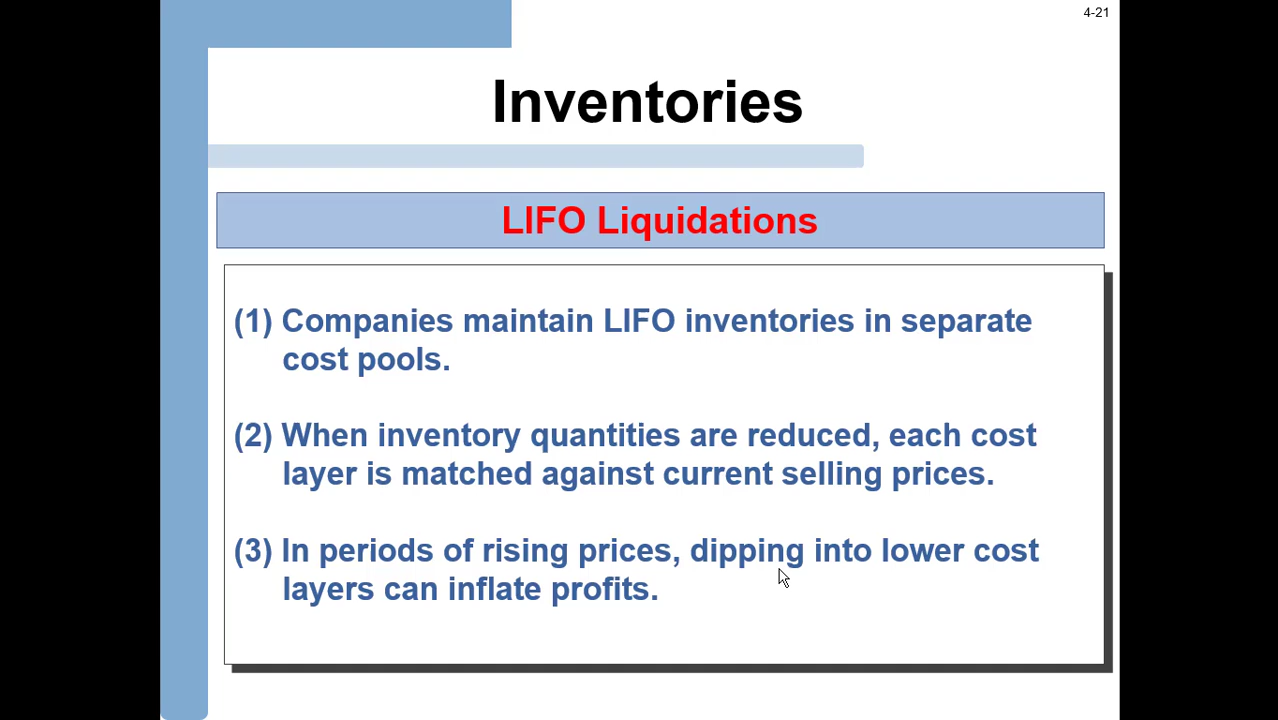 4-21
Inventories
LIFO Liquidations
(1) Companies maintain LIFO inventories in separate
cost pools.
(2) When inventory quantities are reduced, each cost
layer is matched against current selling prices.
(3) In periods of rising prices, dipping into lower cost
layers can inflate profits.